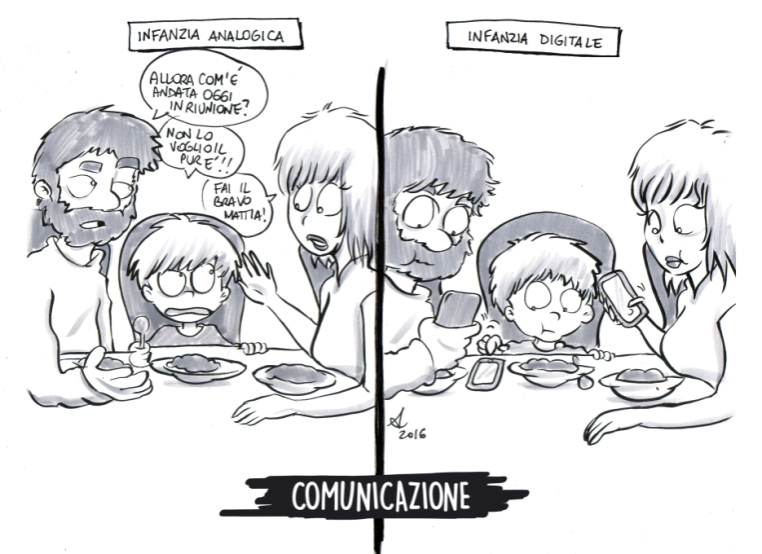 INFANZIA ANALOGICA
ALLORA COM'È
ANDATA OGGI
IN RIUNIONE?
NON LO
VOGLIO IL
PURE'!!!
FAI IL
BRAVO
MATTIA!
INFANZIA DIGITALE
2016
COMUNICAZIONE